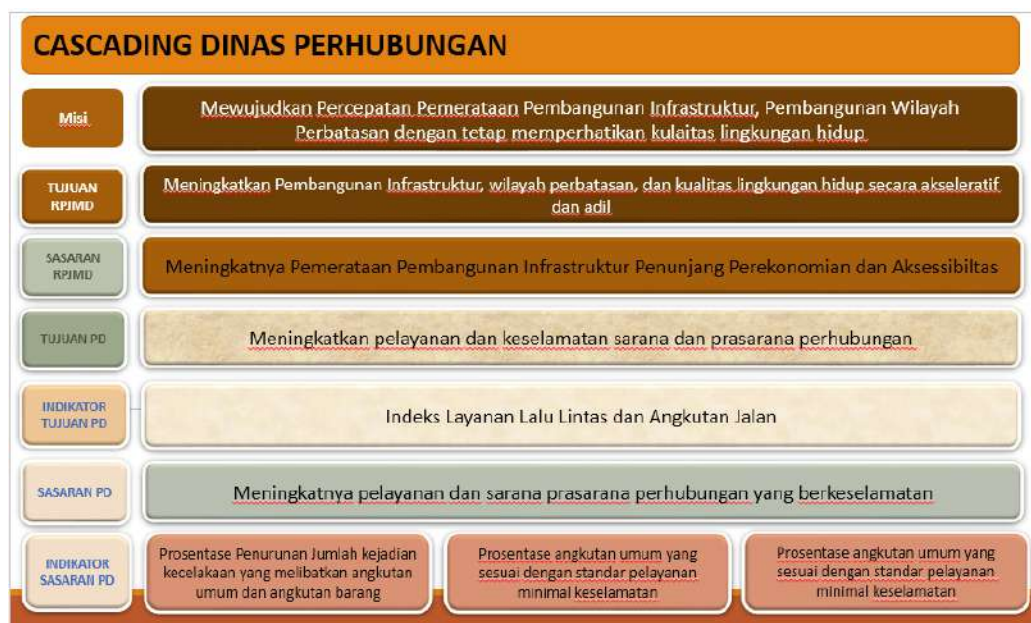 CASCADING DINAS PERHUBUNGAN
Misi
Mewujudkan Percepatan Pemerataan Pembangunan Infrastruktur, Pembangunan Wilayah
Perbatasan dengan tetap memperhatikan kulaitas lingkungan hidup
TUJUAN
RPJMD
Meningkatkan Pembangunan Infrastruktur, wilayah perbatasan, dan kualitas lingkungan hidup secara akseleratif
dan adil
SASARAN
RPJMD
Meningkatnya Pemerataan Pembangunan Infrastruktur Penunjang Perekonomian dan Aksessibiltas
TUJUAN PD
Meningkatkan pelayanan dan keselamatan sarana dan prasarana perhubungan
INDIKATOR
TUJUAN PD
Indeks Layanan Lalu Lintas dan Angkutan Jalan
SASARAN PD
Meningkatnya pelayanan dan sarana prasarana perhubungan yang berkeselamatan
INDIKATOR
SASARAN PD
Prosentase Penurunan Jumlah kejadian
kecelakaan yang melibatkan angkutan
umum dan angkutan barang
Prosentase angkutan umum yang
sesuai dengan standar pelayanan
minimal keselamatan
Prosentase angkutan umum yang
sesuai dengan standar pelayanan
minimal keselamatan